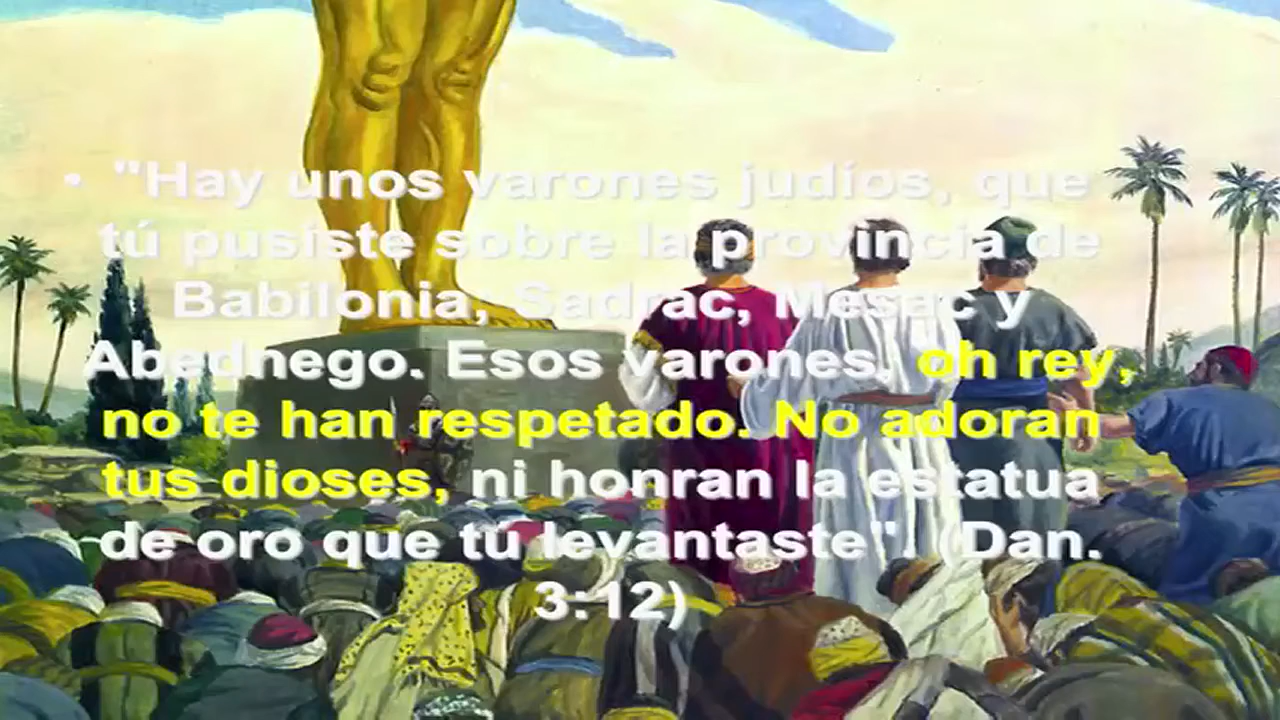 • "Hay unos varones judíos, que
tú pusiste sobre la provincia de
Babilonia, Sadrac, Mesac y
Abednego. Esos varones, oh rey,
no te han respetado. No adoran
tus dioses, ni honran la estatua
de oro que tú levantaste". (Dan.
3:12)